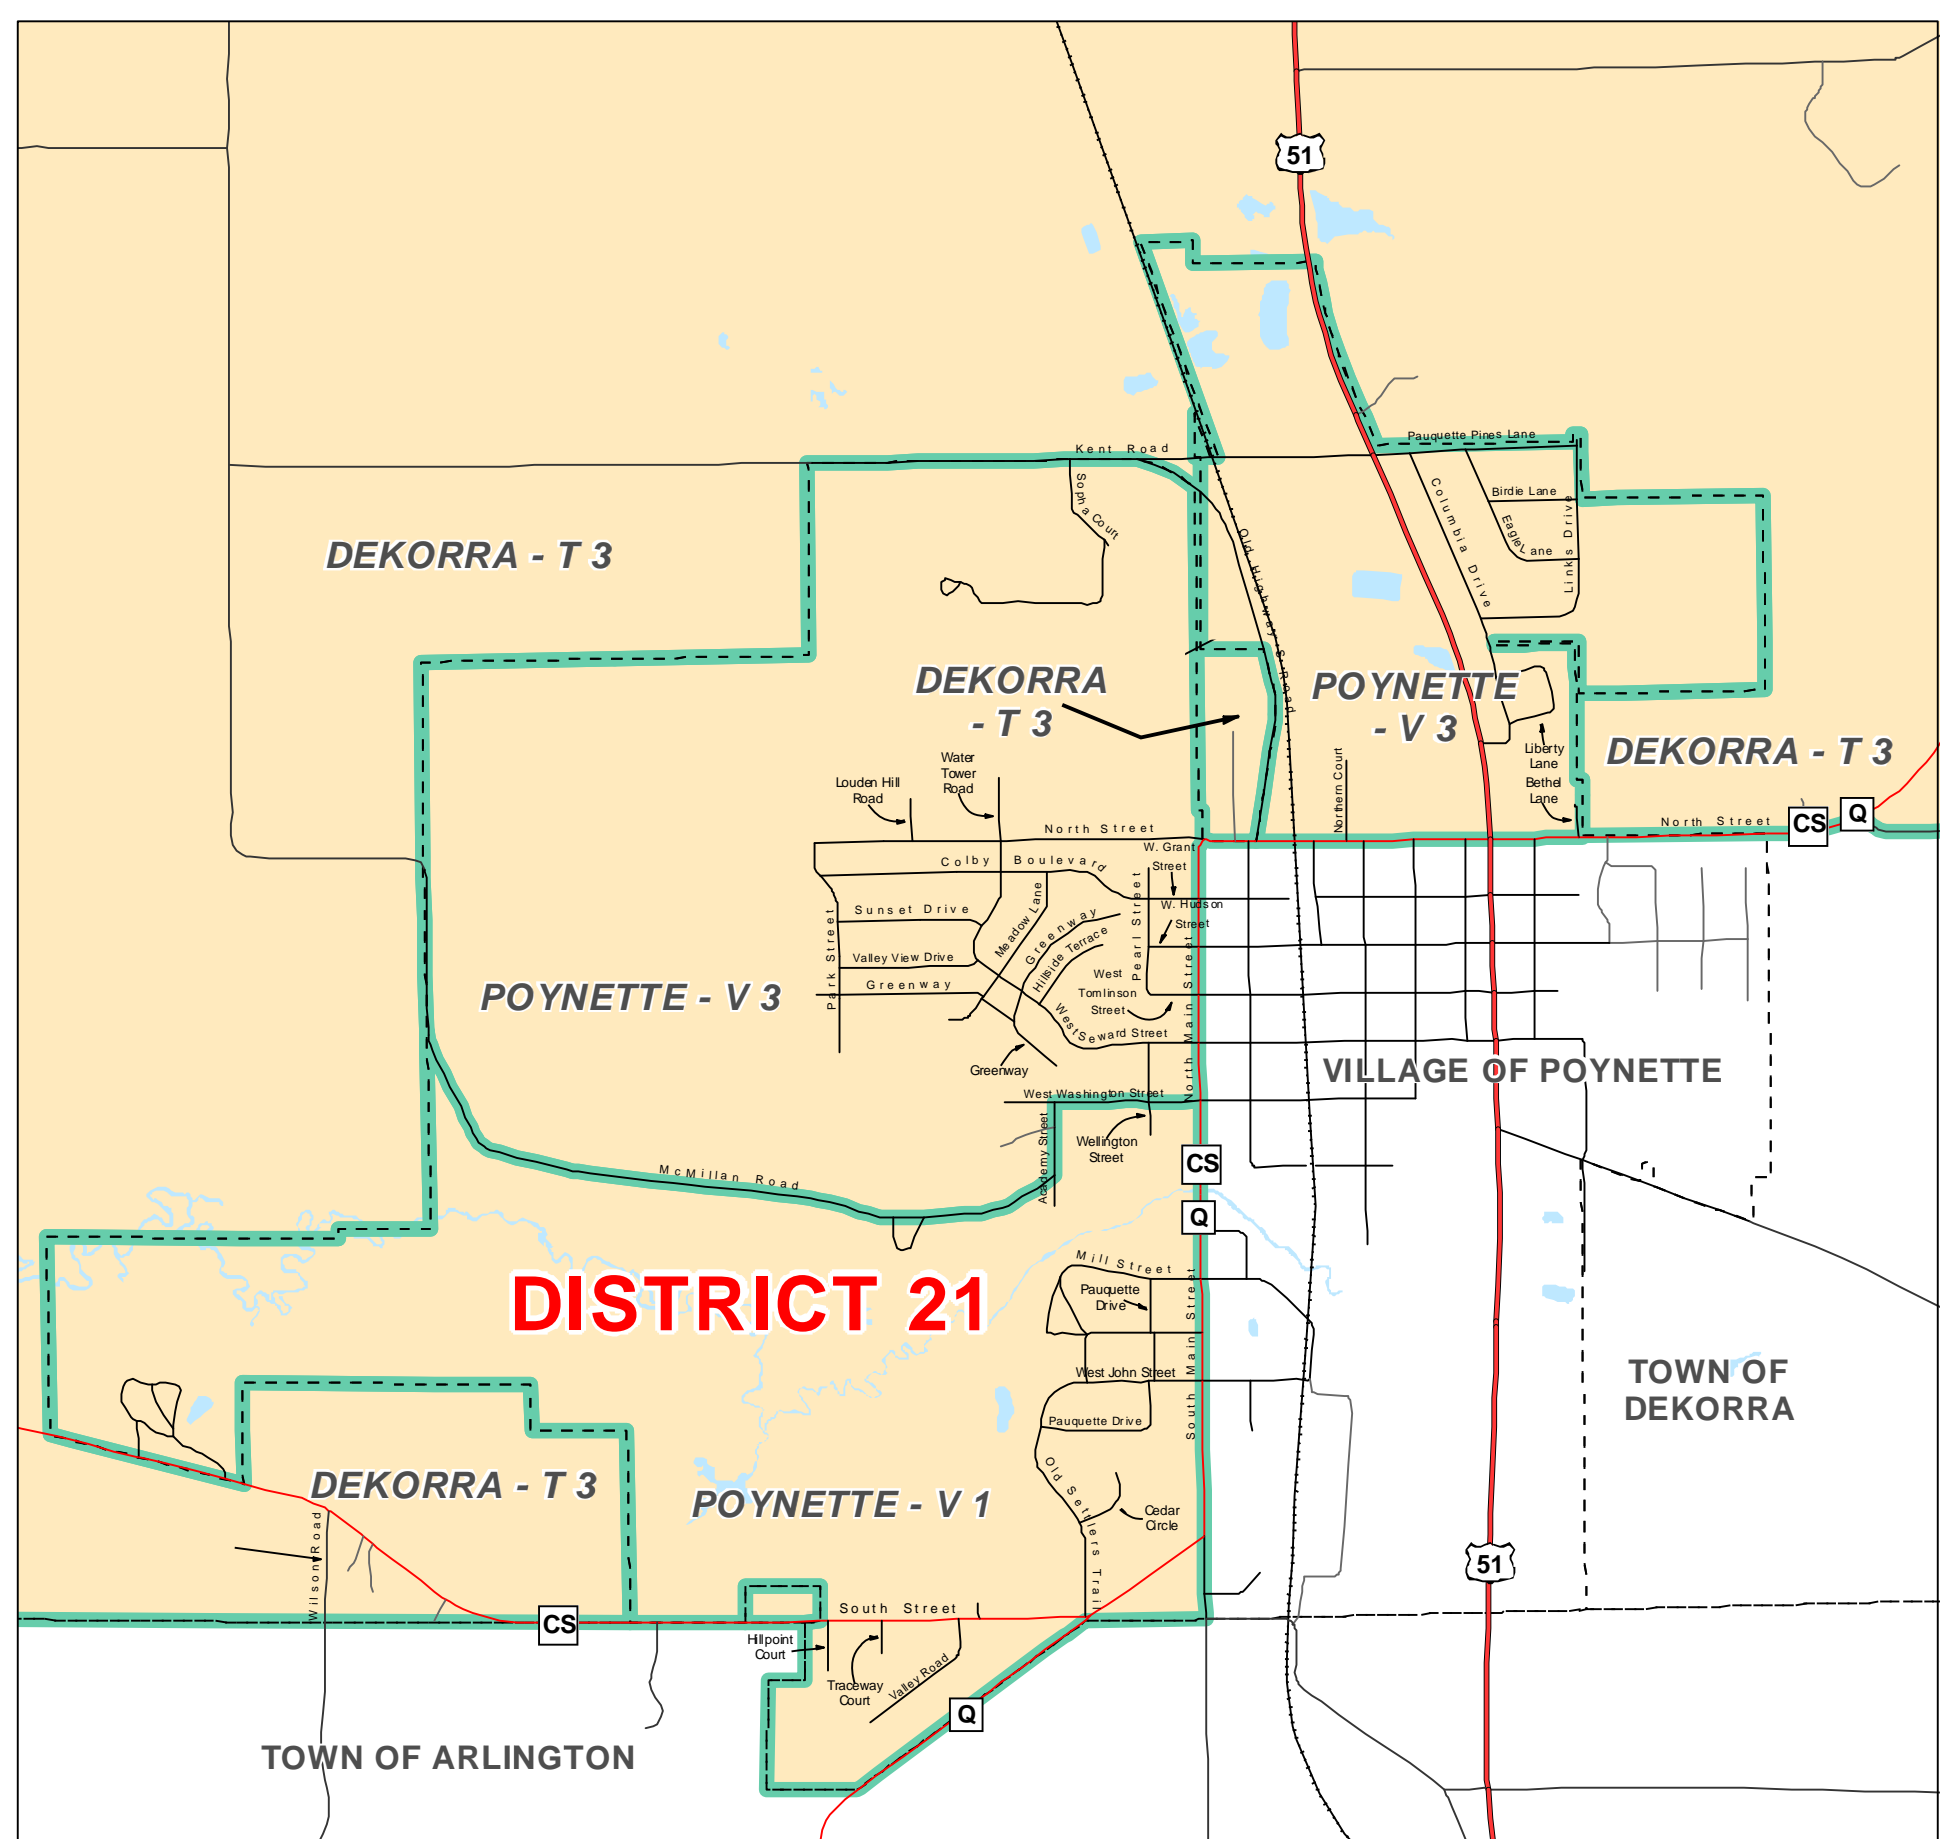 51
Pauquette Pines Lane
Kent Road
Sopha Court
Columbia Drive
Birdie Lane
Eagle Lane
Links Drive
Old Highway S Road
DEKORRA - T 3
DEKORRA
- T 3
POYNETTE
- V 3
DEKORRA - T 3
Liberty
Lane
Bethel
Lane
Northern Court
Water
Tower
Road
Louden Hill
Road
North Street
North Street
CS
Q
W. Grant
Street
Colby Boulevard
W. Hudson
Street
Pearl Street
Meadow Lane
Sunset Drive
Greenway
Hillside Terrace
Park Street
Valley View Drive
Greenway
West
Tomlinson
Street
POYNETTE - V 3
West Seward Street
North Main Street
Greenway
VILLAGE OF POYNETTE
West Washington Street
Academy Street
Wellington
Street
CS
McMillan Road
Q
Mill Street
Pauquette
Drive
DISTRICT 21
South Main Street
West John Street
TOWN OF
DEKORRA
Pauquette Drive
Old Settlers Trail
DEKORRA - T 3
POYNETTE - V 1
Cedar
Circle
Wilson Road
51
CS
South Street
Hillpoint
Court
Traceway
Court
Valley Road
Q
TOWN OF ARLINGTON